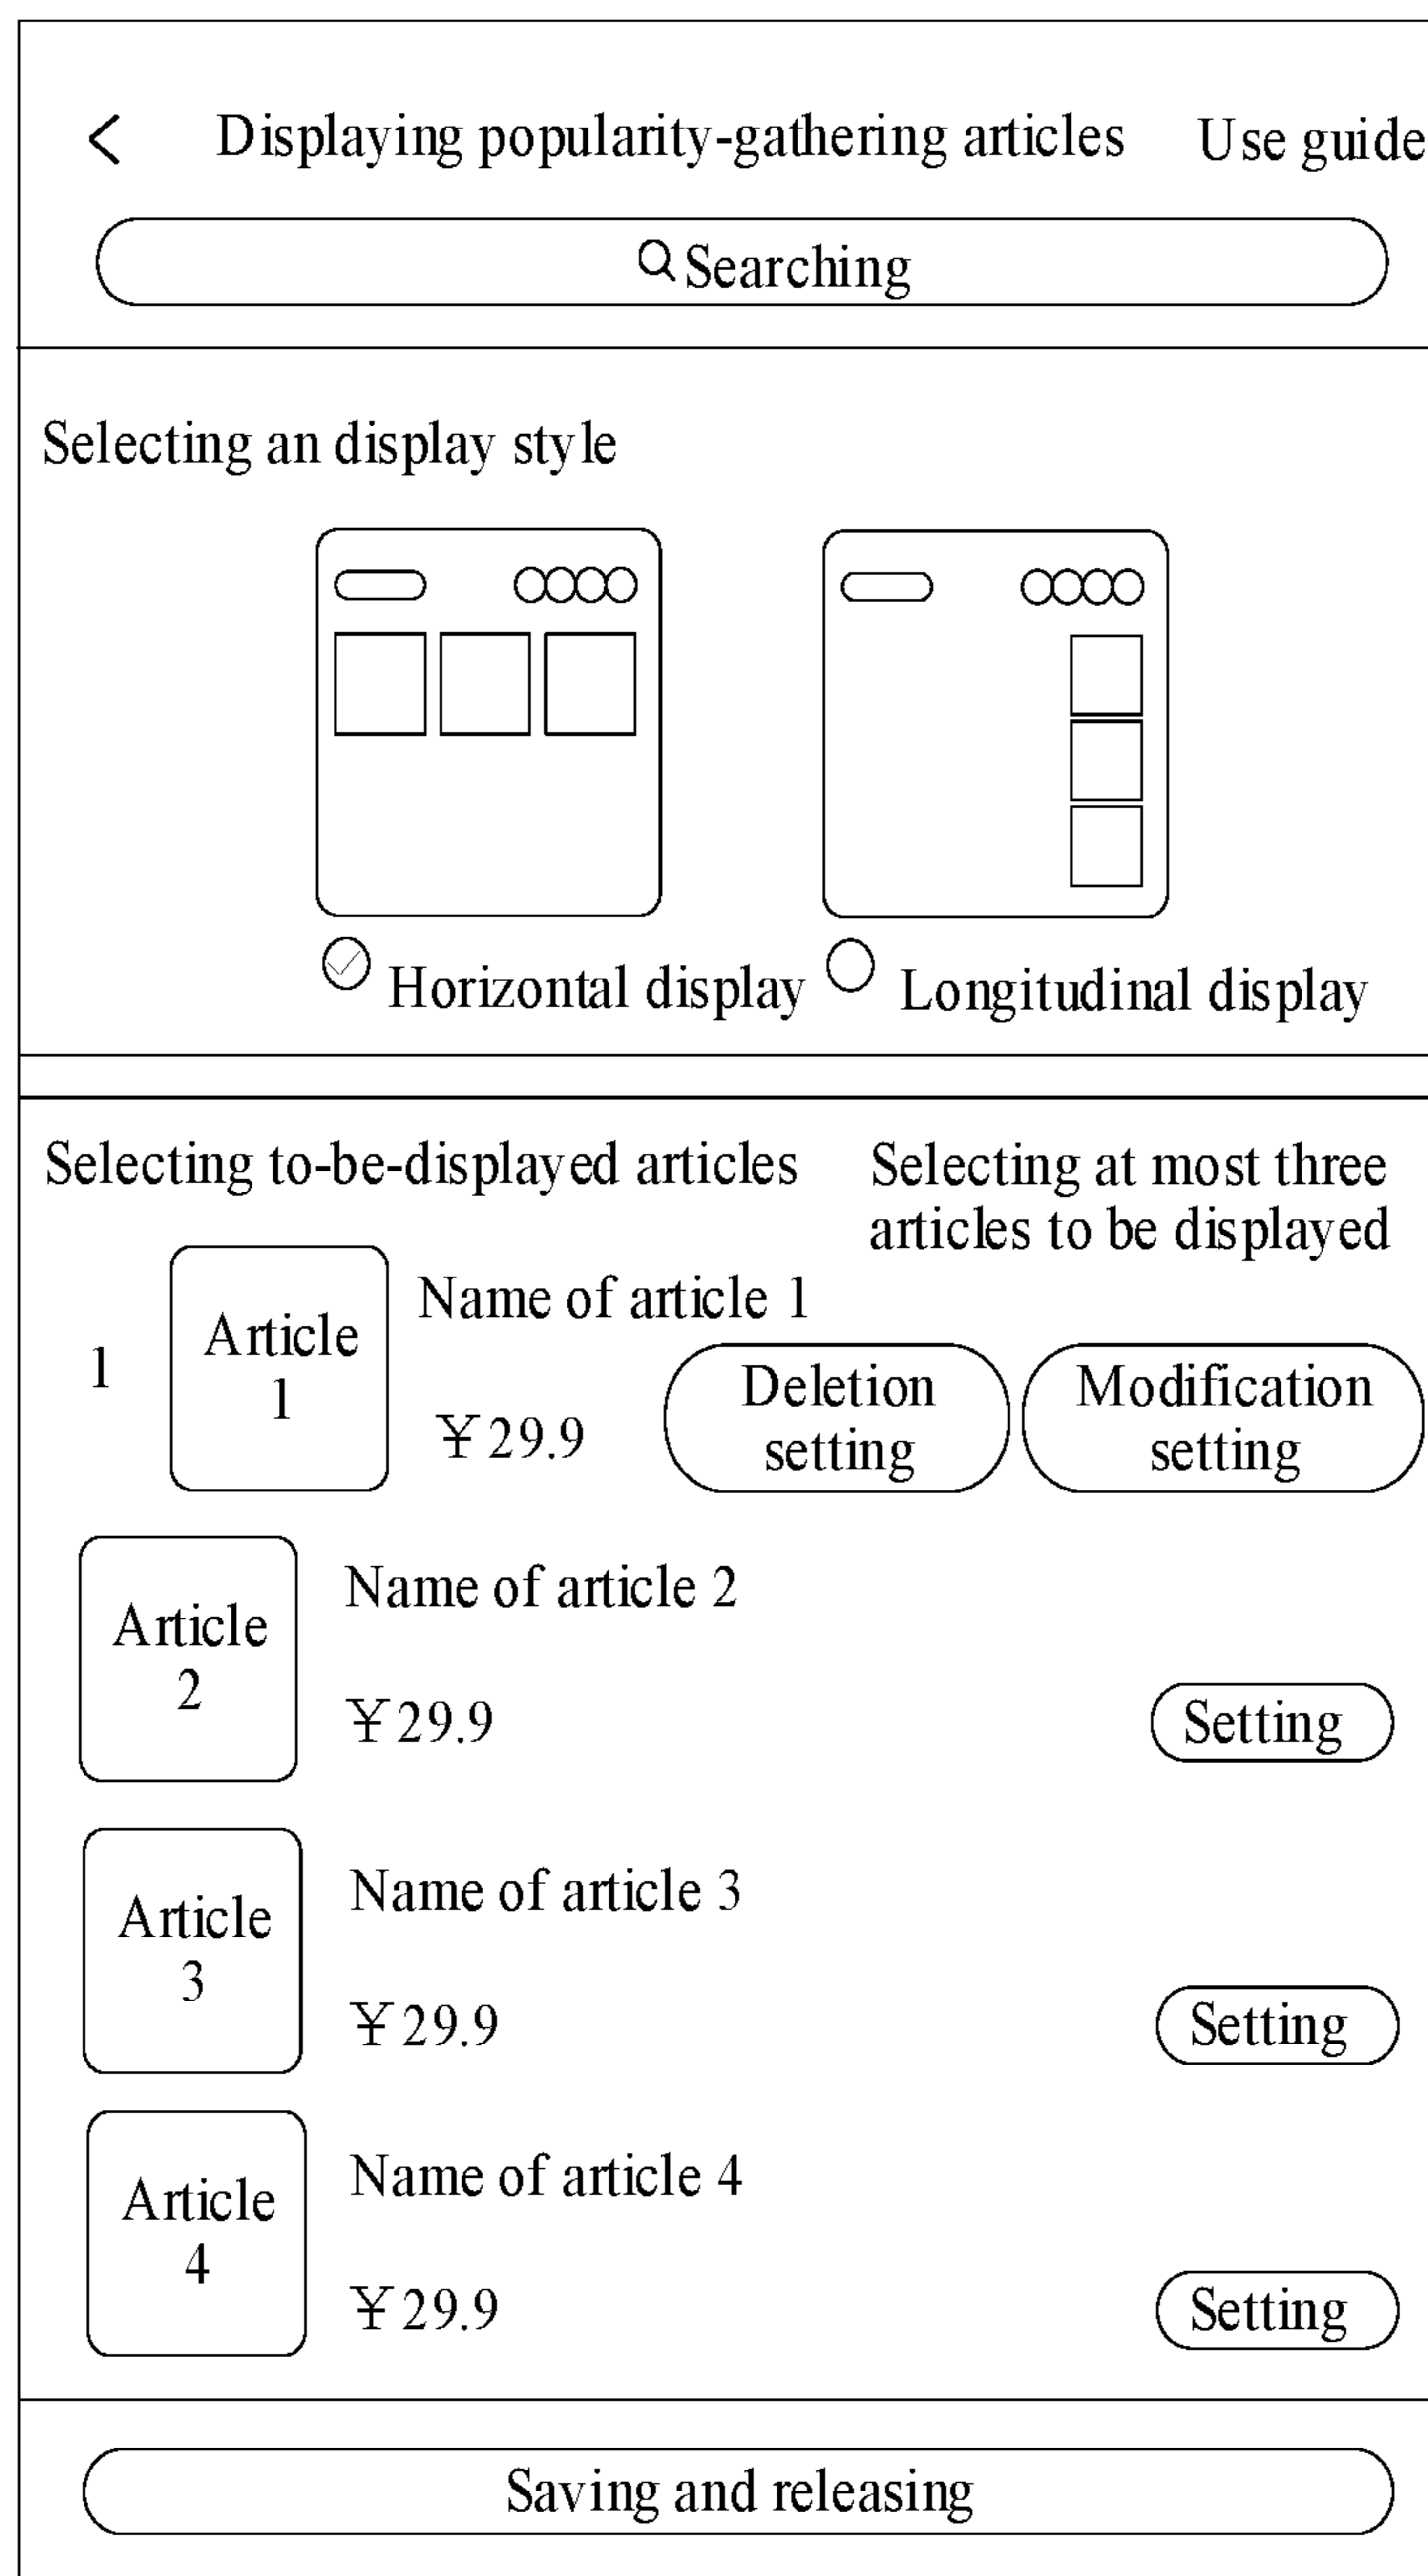 Displaying popularity-gathering articles
Use guide
Searching
Selecting an display style
Horizontal display
Longitudinal display
Selecting to-be-displayed articles
Selecting at most three
articles to be displayed
1
Article
1
Name of article 1
¥29.9
Deletion
setting
Modification
setting
Article
2
Name of article 2
¥29.9
Setting
Article
3
Name of article 3
¥29.9
Setting
Article
4
Name of article 4
¥29.9
Setting
Saving and releasing